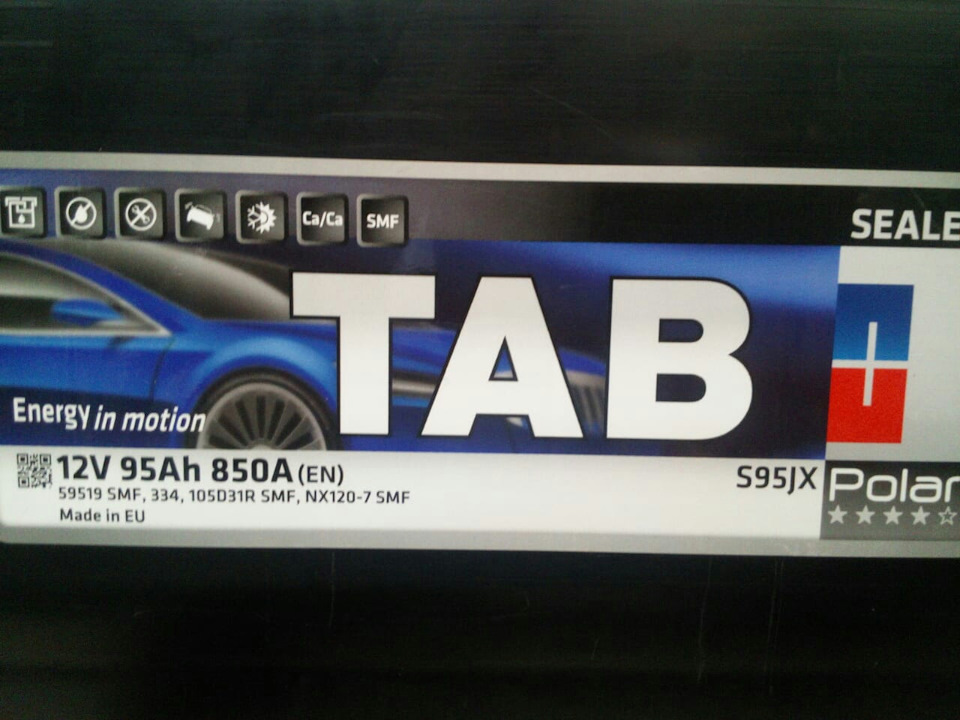 Ca/Ca SMF
SEALE
TAB
Energy in motion
12V 95Ah 850A (EN)
S95JX
59519 SMF, 334, 105D31R SMF, NX120-7 SMF
Made in EU
Polar